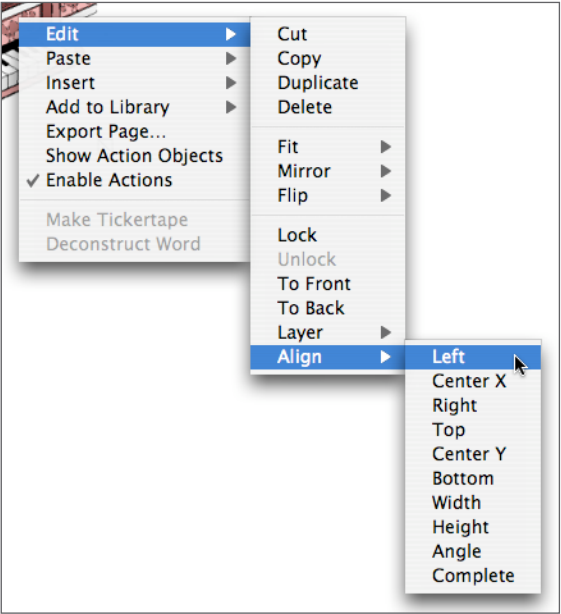 Edit
Paste
Insert
Add to Library
Export Page...
Show Action Objects
✓ Enable Actions
Make Tickertape
Deconstruct Word
Cut
Copy
Duplicate
Delete
Fit
Mirror
Flip
Lock
Unlock
To Front
To Back
Layer
Align
Left
Center X
Right
Top
Center Y
Bottom
Width
Height
Angle
Complete